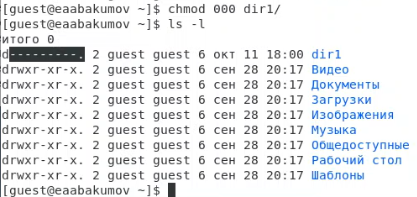 [guest@eaabakumov ~]$ chmod 000 dir1/
[guest@eaabakumov ~]$ ls -l
итого 0
d---------. 2 guest guest 6 окт 11 18:00 dir1
drwxr-xr-x. 2 guest guest 6 сен 28 20:17 Видео
drwxr-xr-x. 2 guest guest 6 сен 28 20:17 Документы
drwxr-xr-x. 2 guest guest 6 сен 28 20:17 Загрузки
drwxr-xr-x. 2 guest guest 6 сен 28 20:17 Изображения
drwxr-xr-x. 2 guest guest 6 сен 28 20:17 Музыка
drwxr-xr-x. 2 guest guest 6 сен 28 20:17 Общедоступные
drwxr-xr-x. 2 guest guest 6 сен 28 20:17 Рабочий стол
drwxr-xr-x. 2 guest guest 6 сен 28 20:17 Шаблоны
[guest@eaabakumov ~]$